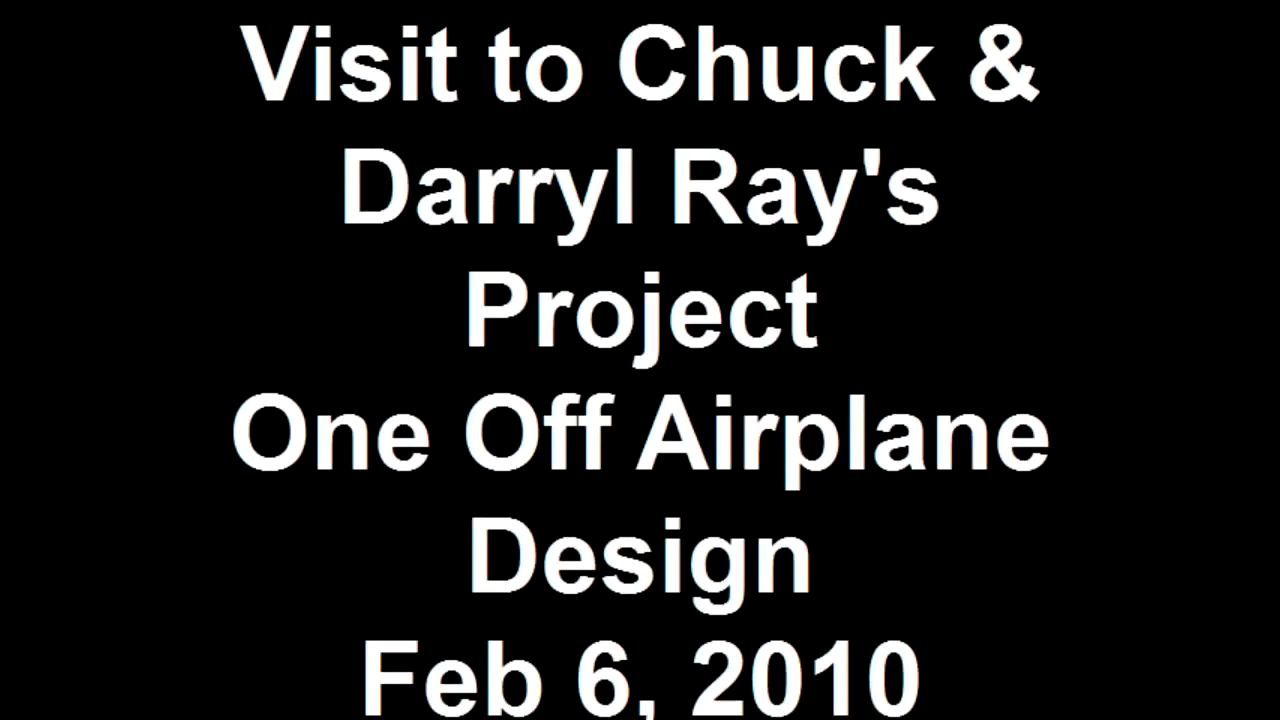 Visit to Chuck &
Darryl Ray's
Project
One Off Airplane
Design
Feb 6, 2010